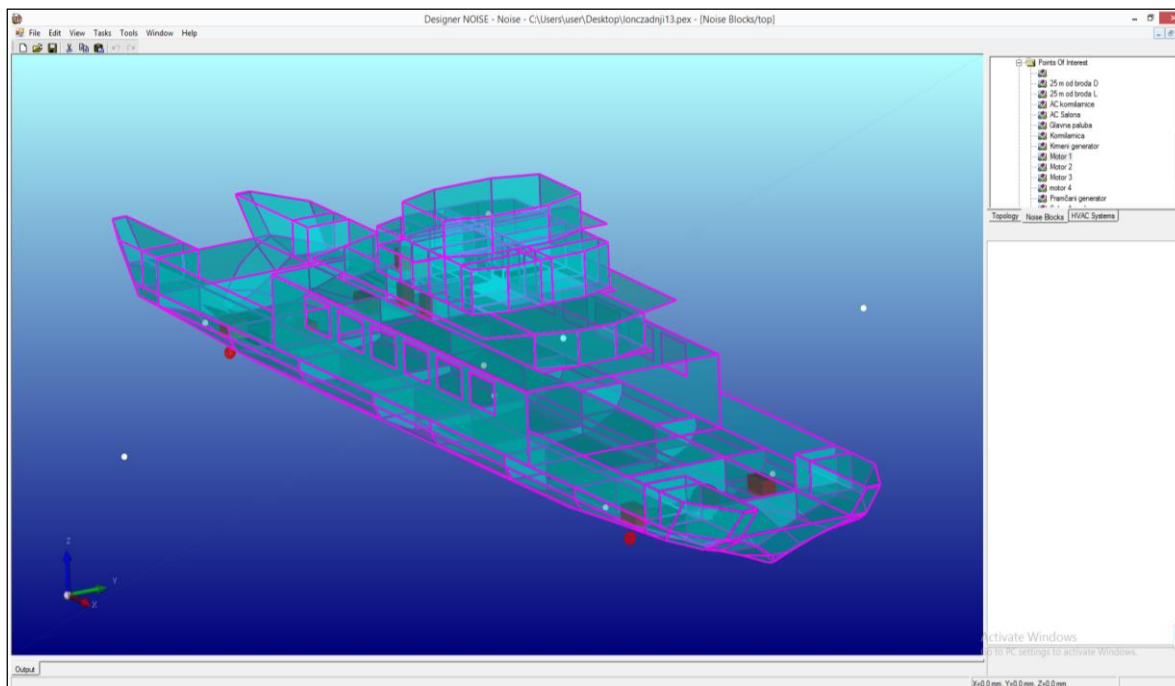 Designer NOISE - Noise - C:\Users\user\Desktop\lonczadnji13.pex - [Noise Blocks/top]
File Edit View Tasks Tools Window Help
Points Of Interest
25 m od broda D
25 m od broda L
AC kormilarnice
AC Salona
Glavna paluba
Kormilarnica
Krmeni generator
Motor 1
Motor 2
Motor 3
motor 4
Pramčani generator
Topology Noise Blocks HVAC Systems
Z
Y
X
Activate Windows
Go to PC settings to activate Windows.
Output
X=0.0 mm, Y=0.0 mm, Z=0.0 mm